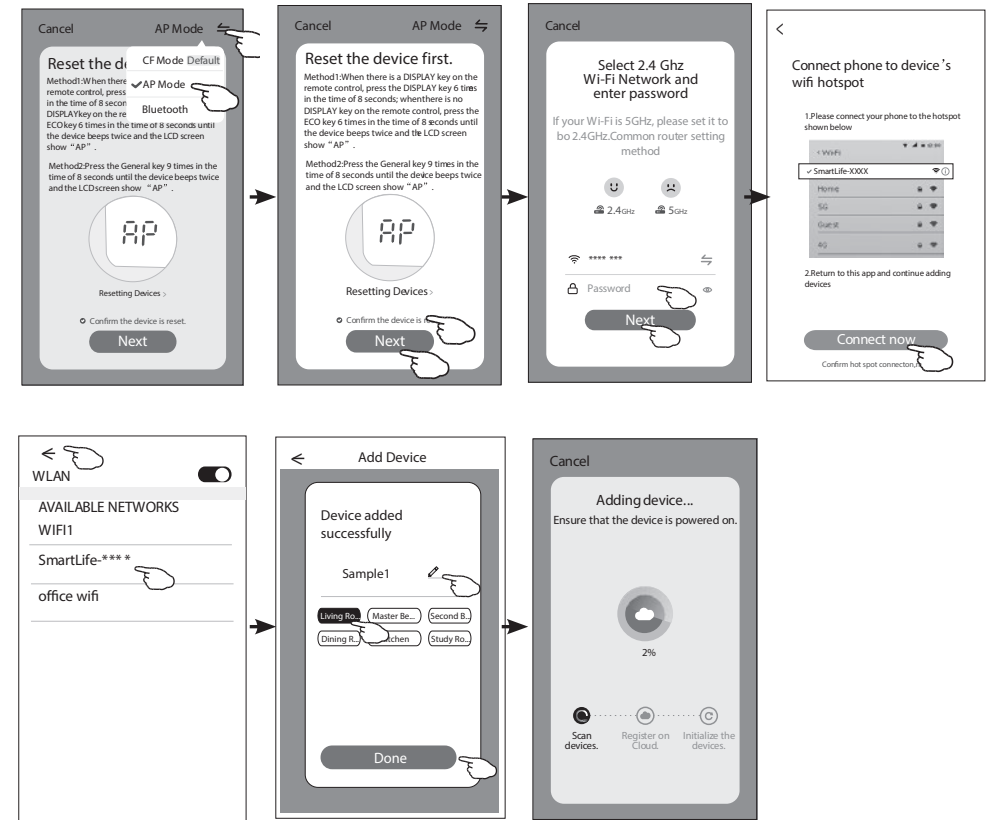 Cancel
AP Mode
Reset the de
CF Mode Default
AP Mode
Bluetooth
Method1:When there
remote control, press
in the time of 8 secon
DISPLAYkey on the re
ECOkey 6 times in the time of 8 seconds until
the device beeps twice and the LCD screen
show “AP”.
Method2:Press the General key 9 times in the
time of 8 seconds until the device beeps twice
and the LCD screen show “AP”.
AP
Resetting Devices >
Confirm the device is reset.
Next
Cancel
AP Mode
Reset the device first.
Method1:When there is a DISPLAY key on the
remote control, press the DISPLAY key 6 times
in the time of 8 seconds; whenthere is no
DISPLAY key on the remote control, press the
ECO key 6 times in the time of 8 seconds until
the device beeps twice and the LCD screen
show “AP”.
Method2:Press the General key 9 times in the
time of 8 seconds until the device beeps twice
and the LCD screen show “AP”.
AP
Resetting Devices >
Confirm the device is re
Next
Cancel
Select 2.4 Ghz
Wi-Fi Network and
enter password
If your Wi-Fi is 5GHz, please set it to
bo 2.4GHz.Common router setting
method
2.4GHz
5GHz
**** ***
Password
Next
<
Connect phone to device’s
wifi hotspot
1.Please connect your phone to the hotspot
shown below
< Wi-Fi
SmartLife-XXXX
Home
5G
Guest
4G
2.Return to this app and continue adding
devices
Connect now
Confirm hot spot connecton,
WLAN
AVAILABLE NETWORKS
WIFI1
SmartLife-*** *
office wifi
Add Device
Device added
successfully
Sample1
Living Ro...
Master Be...
Second B...
Dining R...
tchen
Study Ro...
Done
Cancel
Adding device...
Ensure that the device is powered on.
2%
Scan
devices.
Register on
Cloud.
Initialize the
devices.